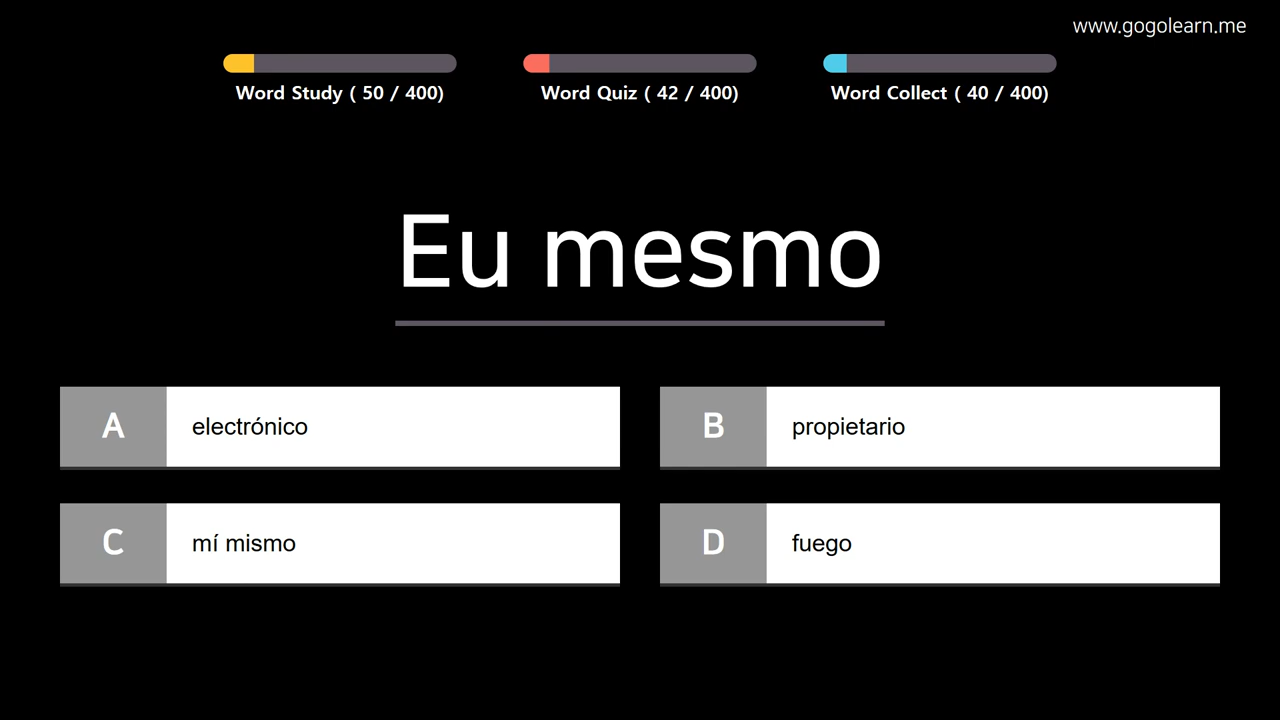 www.gogolearn.me
Word Study ( 50 / 400)
Word Quiz ( 42 / 400)
Word Collect ( 40 / 400)
Eu mesmo
A electrónico
B propietario
C mí mismo
D fuego